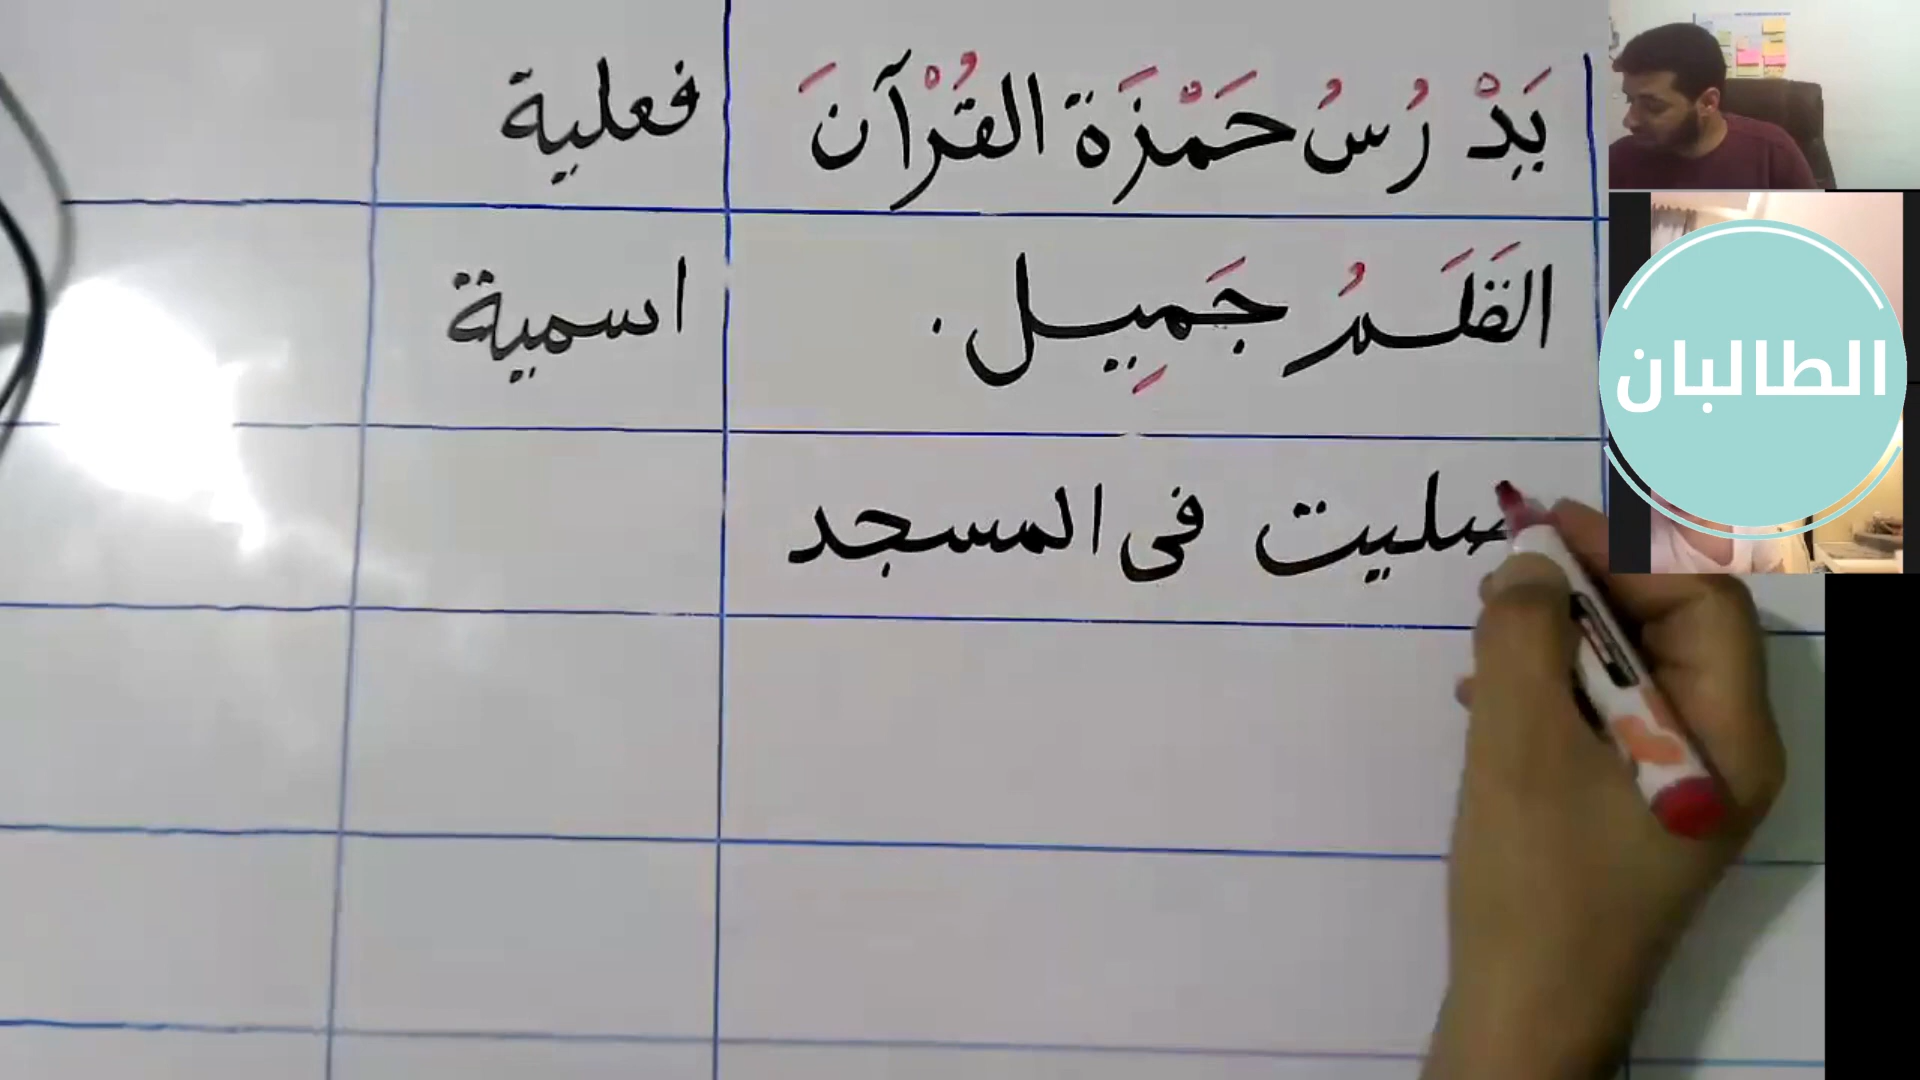 يَدْرُسُ حَمْزَة القُرْآنَ فعلية
القَلَمُ جَمِيل. اسمية
صليت في المسجد
الطالبان